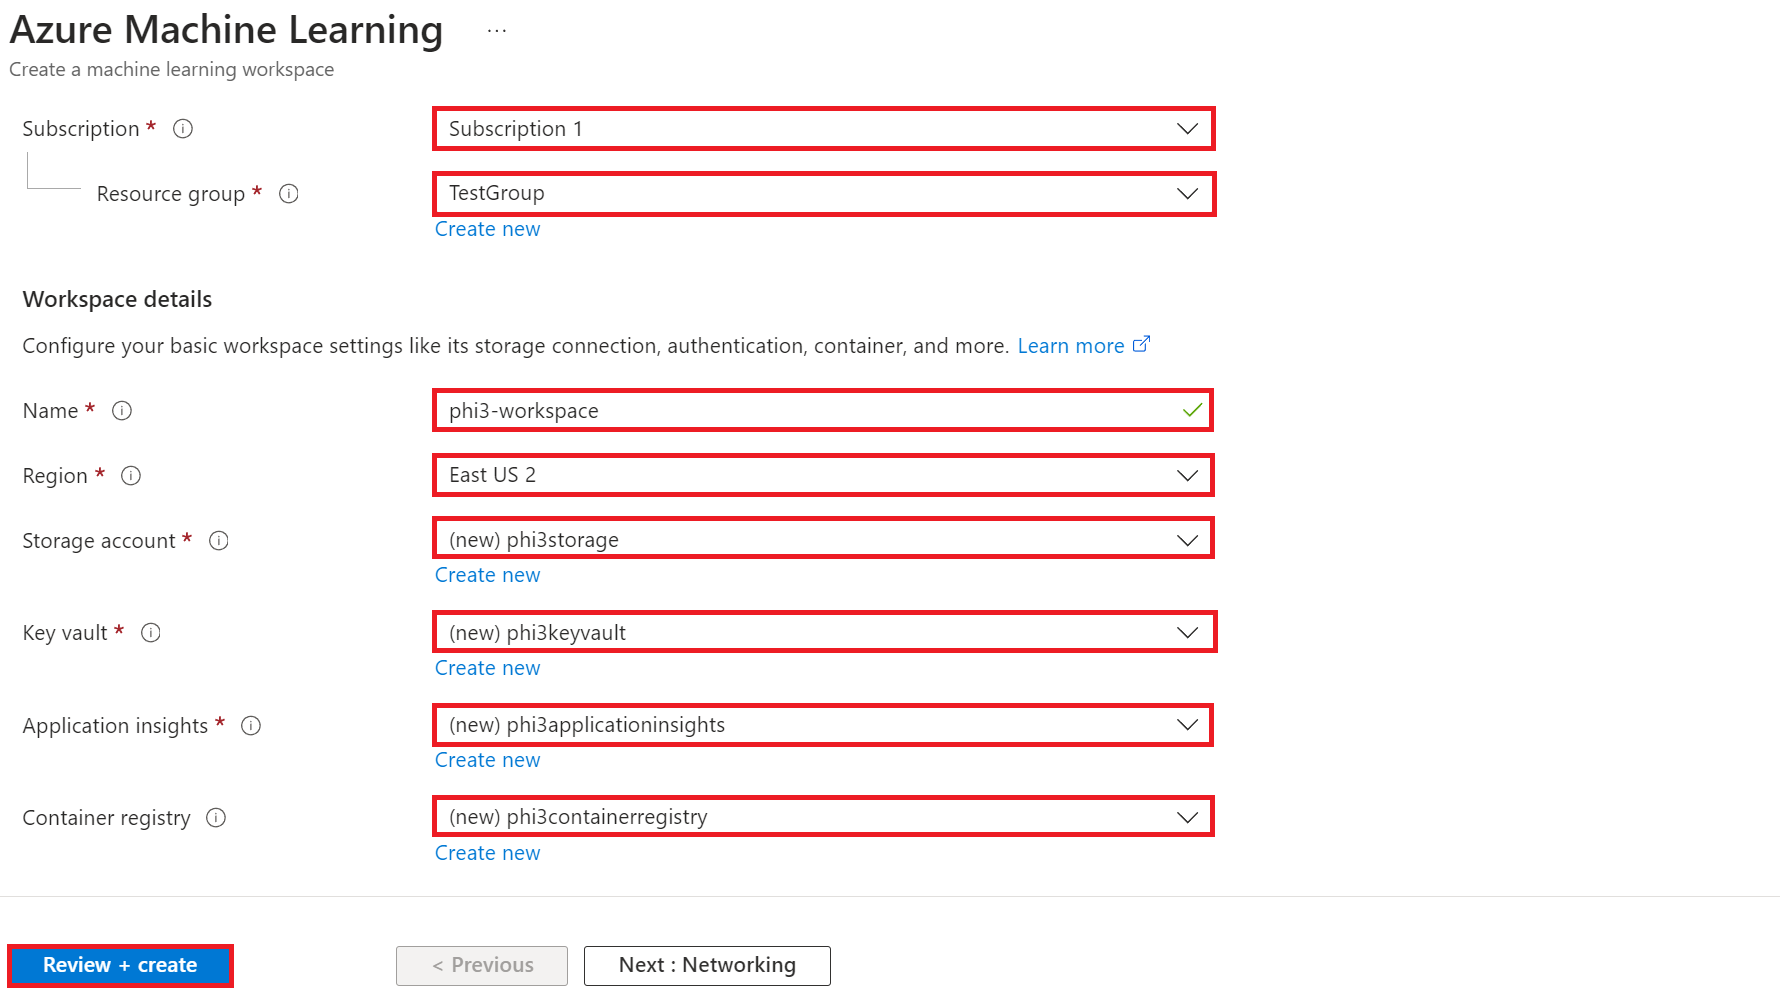 Azure Machine Learning ...
Create a machine learning workspace
Subscription * Subscription 1
Resource group * TestGroup
Create new
Workspace details
Configure your basic workspace settings like its storage connection, authentication, container, and more. Learn more
Name * phi3-workspace
Region * East US 2
Storage account * (new) phi3storage
Create new
Key vault * (new) phi3keyvault
Create new
Application insights * (new) phi3applicationinsights
Create new
Container registry (new) phi3containerregistry
Create new
Review + create < Previous Next : Networking